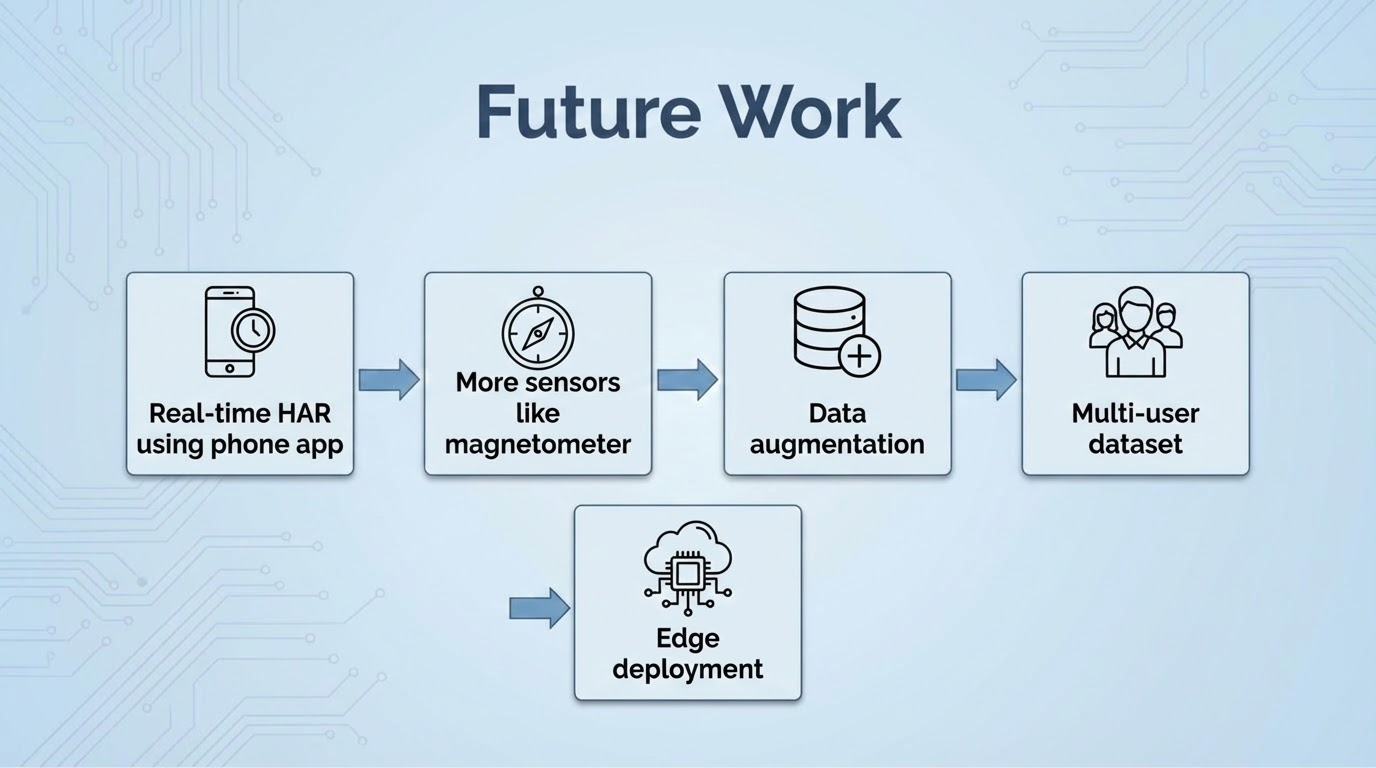 Future Work
Real-time HAR
using phone app
More sensors
like
magnetometer
Data
augmentation
Multi-user
dataset
Edge
deployment